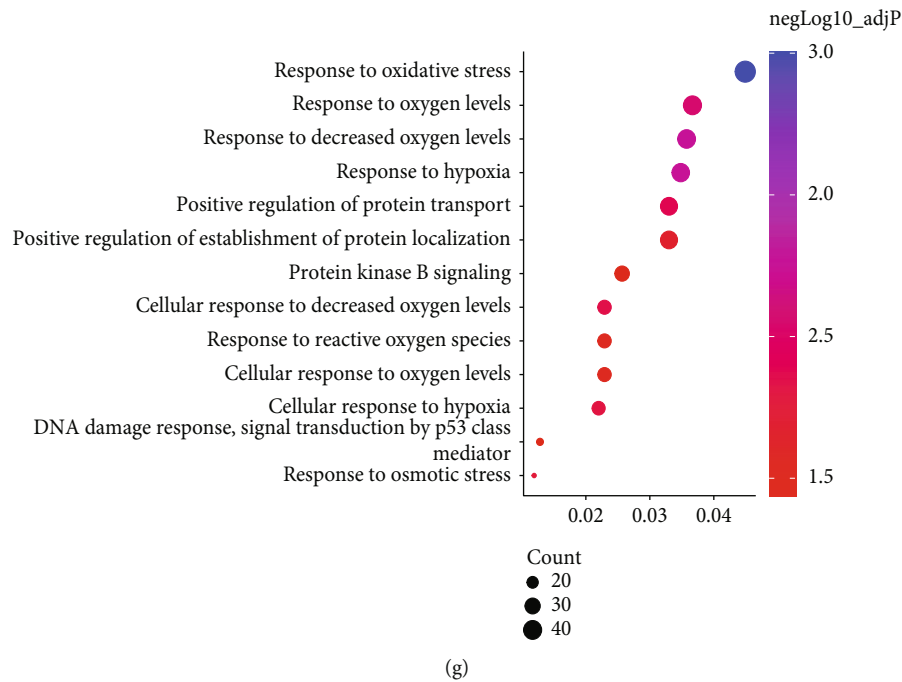 negLog10_adjP
Response to oxidative stress
Response to oxygen levels
Response to decreased oxygen levels
Response to hypoxia
Positive regulation of protein transport
Positive regulation of establishment of protein localization
Protein kinase B signaling
Cellular response to decreased oxygen levels
Response to reactive oxygen species
Cellular response to oxygen levels
Cellular response to hypoxia
DNA damage response, signal transduction by p53 class
mediator
Response to osmotic stress
3.0
2.0
2.5
1.5
0.02 0.03 0.04
Count
20
30
40
(g)